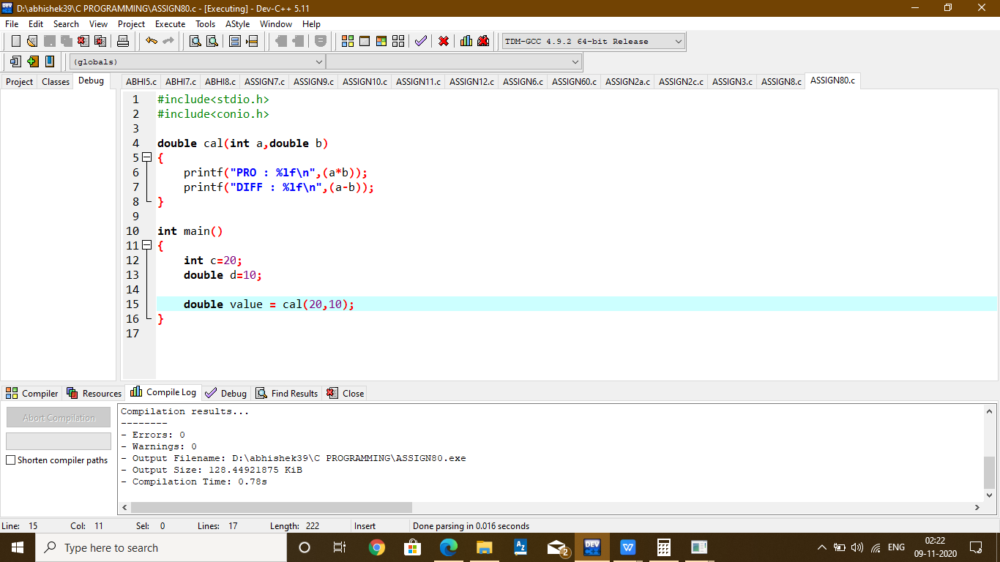 D:\abhishek39\C PROGRAMMING\ASSIGN80.c - [Executing] - Dev-C++ 5.11
File Edit Search View Project Execute Tools AStyle Window Help
TDM-GCC 4.9.2 64-bit Release
(globals)
Project Classes Debug
ABHI5.c ABHI7.c ABHI8.c ASSIGN7.c ASSIGN9.c ASSIGN10.c ASSIGN11.c ASSIGN12.c ASSIGN6.c ASSIGN60.c ASSIGN2a.c ASSIGN2c.c ASSIGN3.c ASSIGN8.c ASSIGN80.c
1 #include<stdio.h>
2 #include<conio.h>
3
4 double cal(int a,double b)
5 {
6 printf("PRO : %lf\n",(a*b));
7 printf("DIFF : %lf\n",(a-b));
8 }
9
10 int main()
11 {
12 int c=20;
13 double d=10;
14
15 double value = cal(20,10);
16 }
17
Compiler Resources Compile Log Debug Find Results Close
Abort Compilation
Shorten compiler paths
Compilation results...
--------
- Errors: 0
- Warnings: 0
- Output Filename: D:\abhishek39\C PROGRAMMING\ASSIGN80.exe
- Output Size: 128.44921875 KiB
- Compilation Time: 0.78s
Line: 15 Col: 11 Sel: 0 Lines: 17 Length: 222 Insert Done parsing in 0.016 seconds
Type here to search
DEV
2
ENG
02:22
09-11-2020